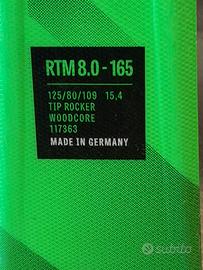 RTM 8.0 - 165
125/80/109 15,4
TIP ROCKER
WOODCORE
117363
MADE IN GERMANY
subito